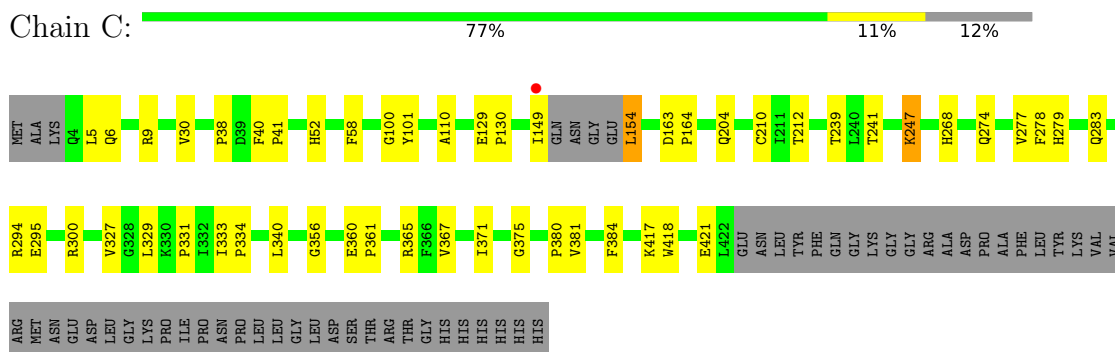 Chain C:
77% 11% 12%
MET ALA LYS Q4 L5 Q6 R9 V30 P38 D39 F40 P41 H52 F58 G100 Y101 A110 E129 P130 I149 GLN ASN GLY GLU L154 D163 P164 Q204 C210 I211 T212 T239 L240 T241 K247 H268 Q274 V277 F278 H279 Q283
R294 E295 R300 V327 G328 L329 K330 P331 I332 I333 P334 L340 G356 E360 P361 R365 F366 V367 I371 G375 P380 V381 F384 K417 W418 E421 L422 GLU ASN LEU TYR PHE GLN GLY LYS GLY GLY ARG ALA ASP PRO ALA PHE LEU TYR LYS VAL VAL
ARG MET ASN GLU ASP LEU GLY LYS PRO ILE PRO ASN PRO LEU LEU GLY LEU ASP SER THR ARG THR GLY HIS HIS HIS HIS HIS HIS